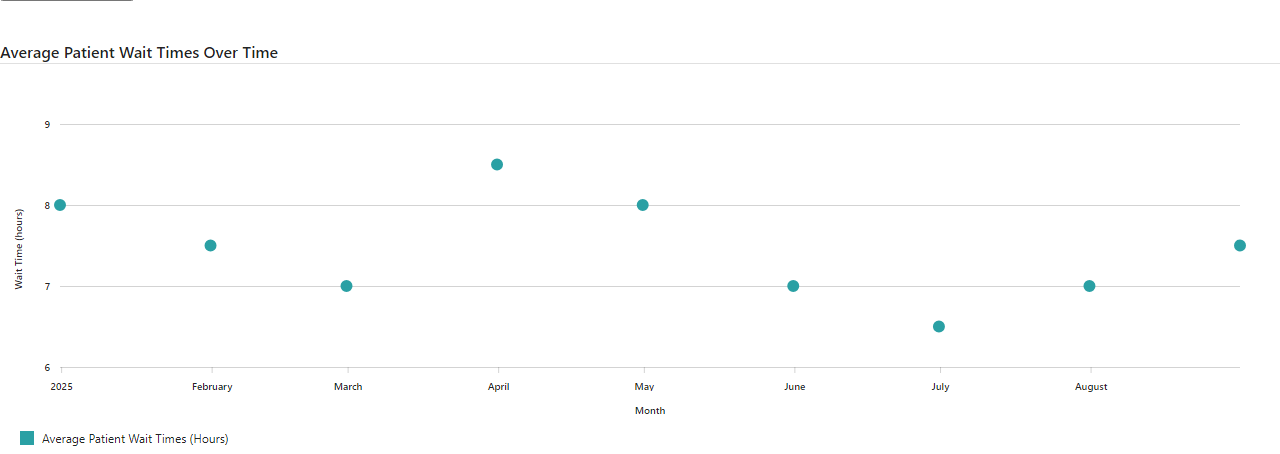 Average Patient Wait Times Over Time
9
8
7
6
Wait Time (hours)
2025 February March April May June July August
Month
Average Patient Wait Times (Hours)